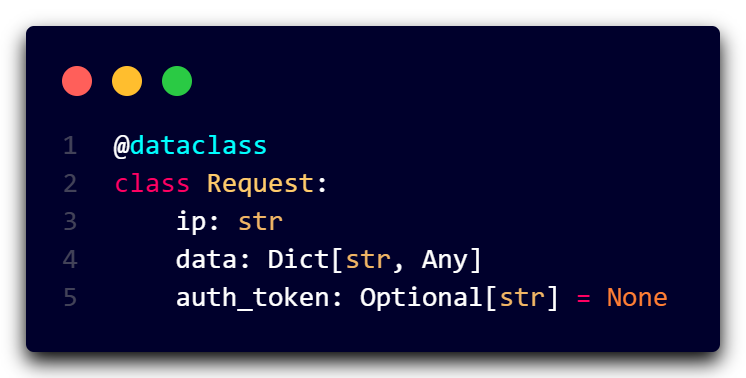 1 @dataclass
2 class Request:
3     ip: str
4     data: Dict[str, Any]
5     auth_token: Optional[str] = None